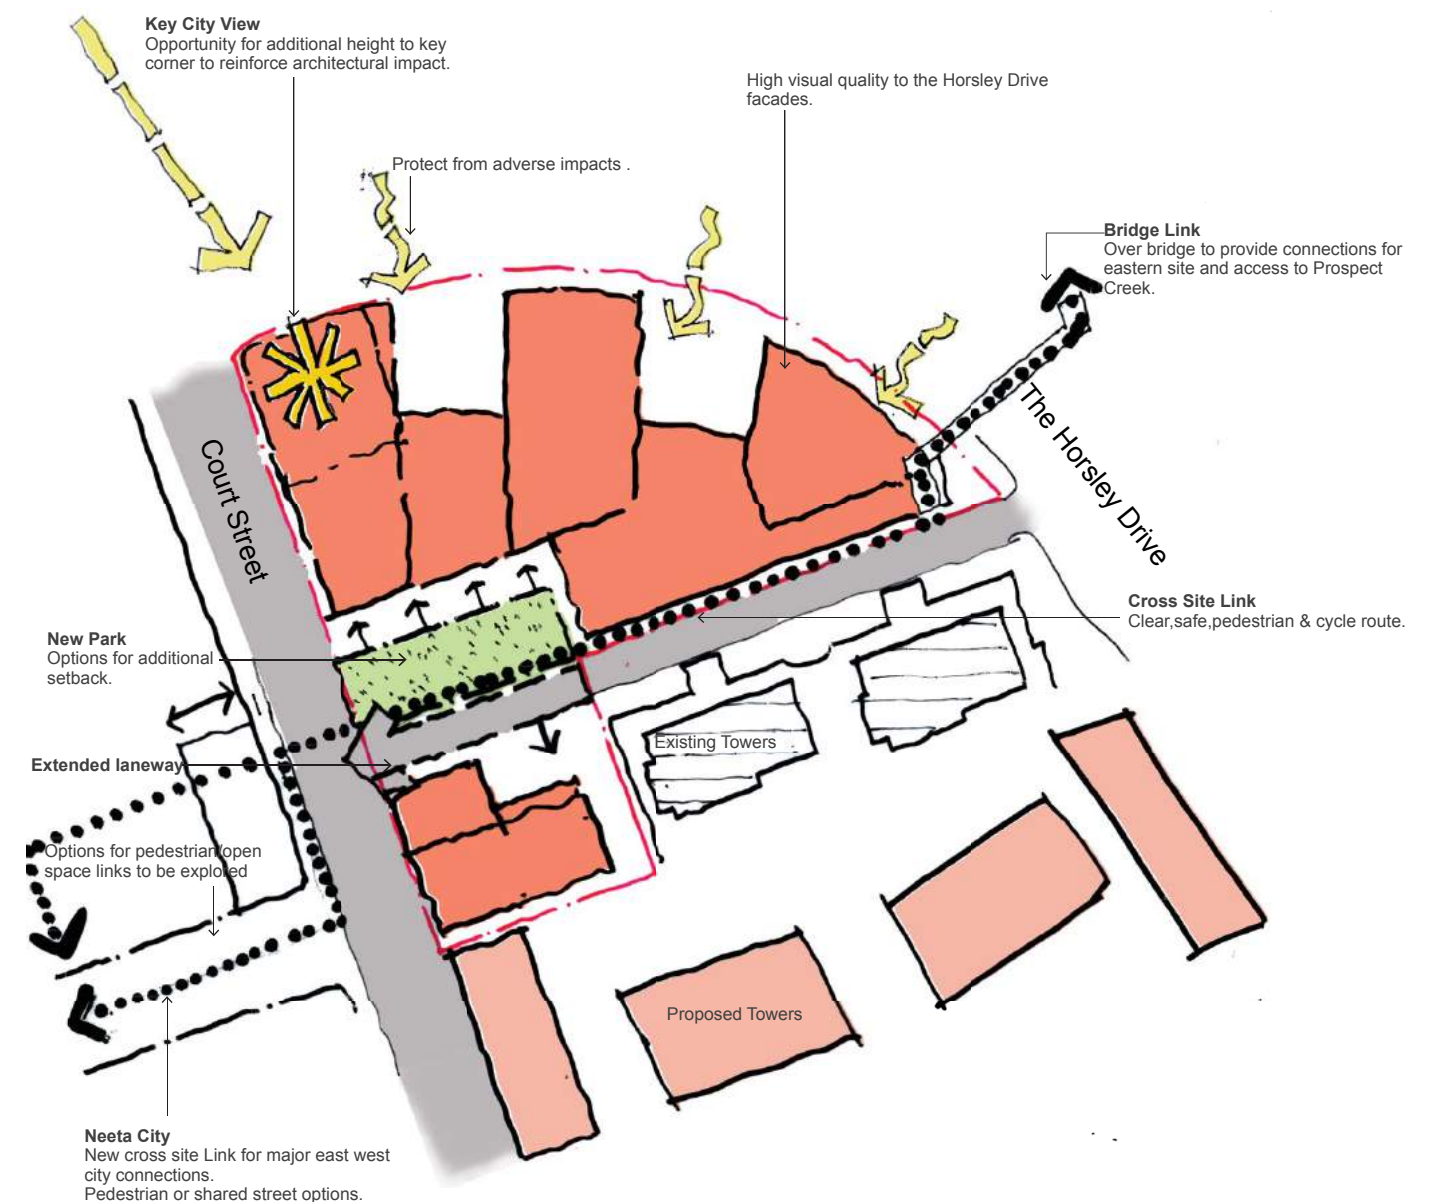 Key City View
Opportunity for additional height to key
corner to reinforce architectural impact.
High visual quality to the Horsley Drive
facades.
Protect from adverse impacts .
Bridge Link
Over bridge to provide connections for
eastern site and access to Prospect
Creek.
The Horsley Drive
Court Street
Cross Site Link
Clear,safe,pedestrian & cycle route.
New Park
Options for additional
setback.
Existing Towers
Extended laneway
Options for pedestrian/open
space links to be explored
Proposed Towers
Neeta City
New cross site Link for major east west
city connections.
Pedestrian or shared street options.